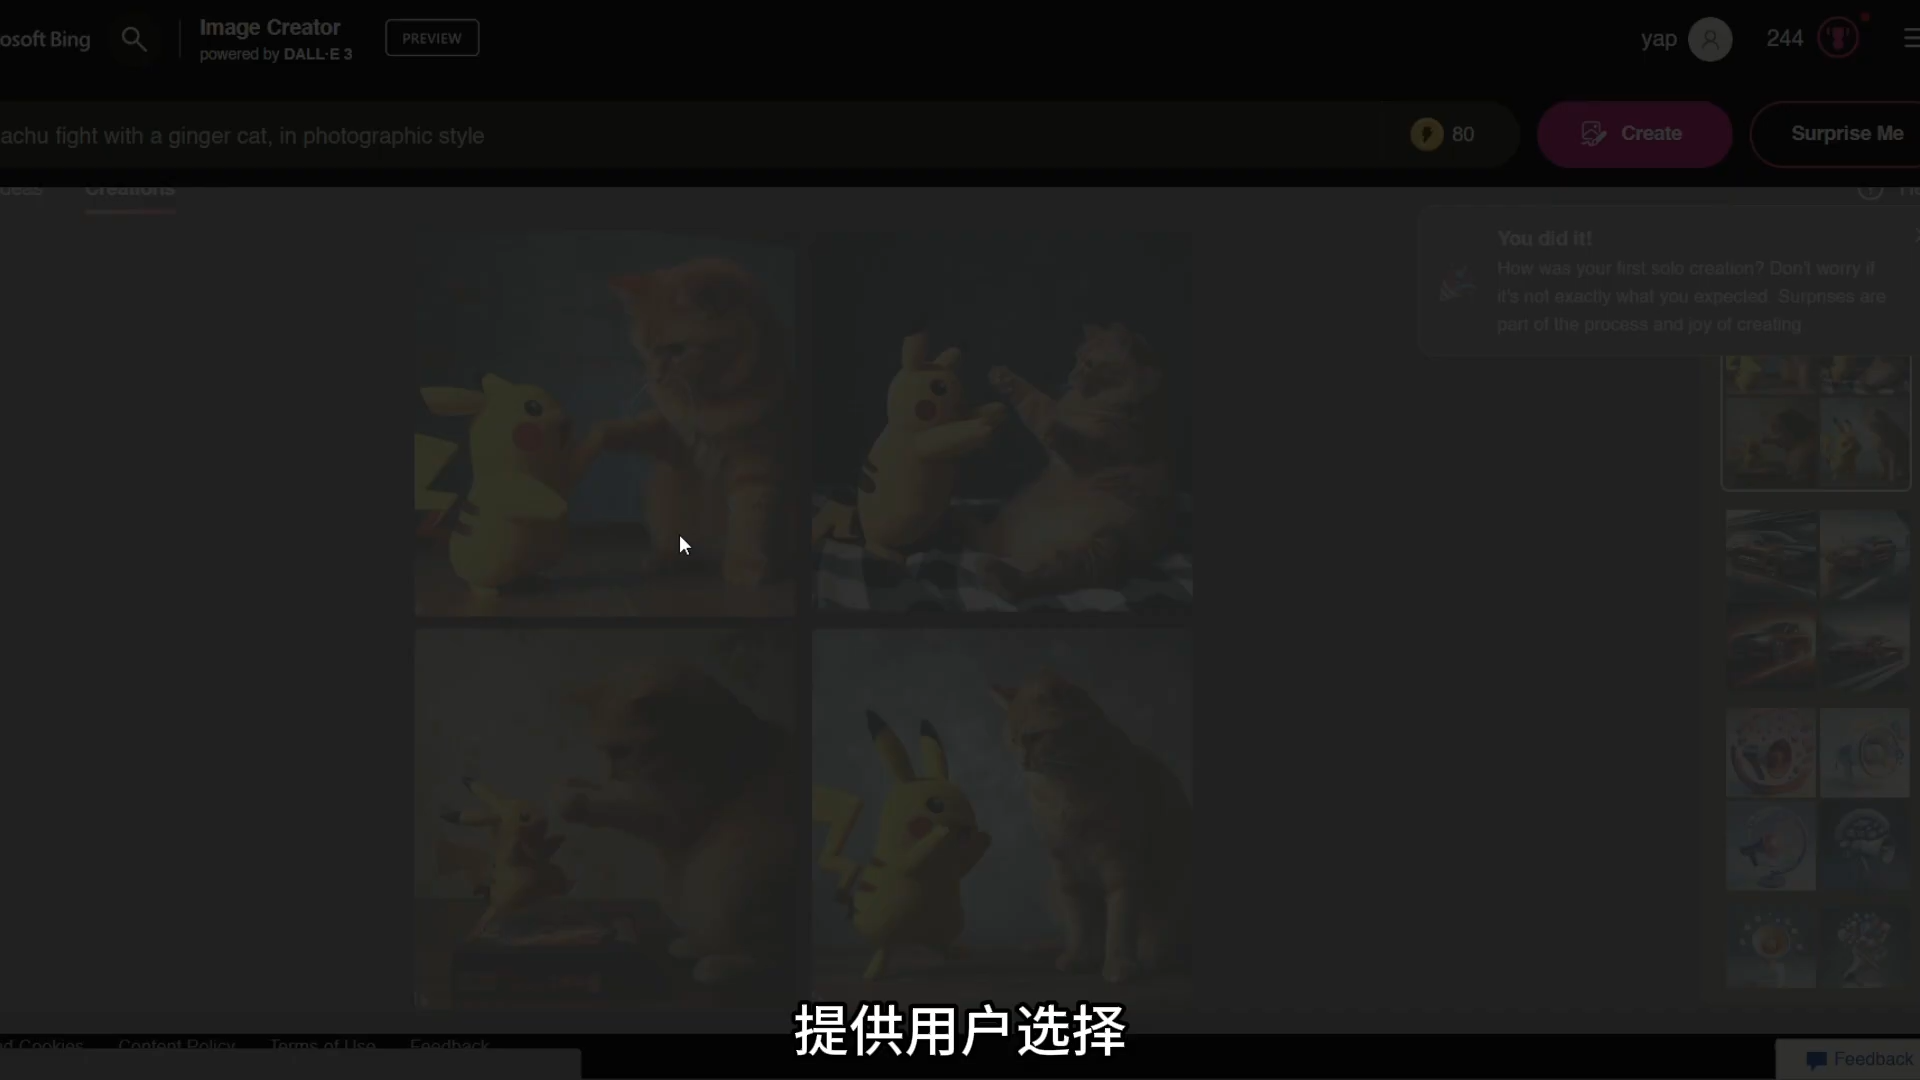 osoft Bing
Image Creator
powered by DALL·E 3
PREVIEW
yap
244
achu fight with a ginger cat, in photographic style
80
Create
Surprise Me
Creations
You did it!
How was your first solo creation? Don't worry if
it's not exactly what you expected. Surprises are
part of the process and joy of creating
提供用户选择
d Cookies
Content Policy
Terms of Use
Feedback
Feedback